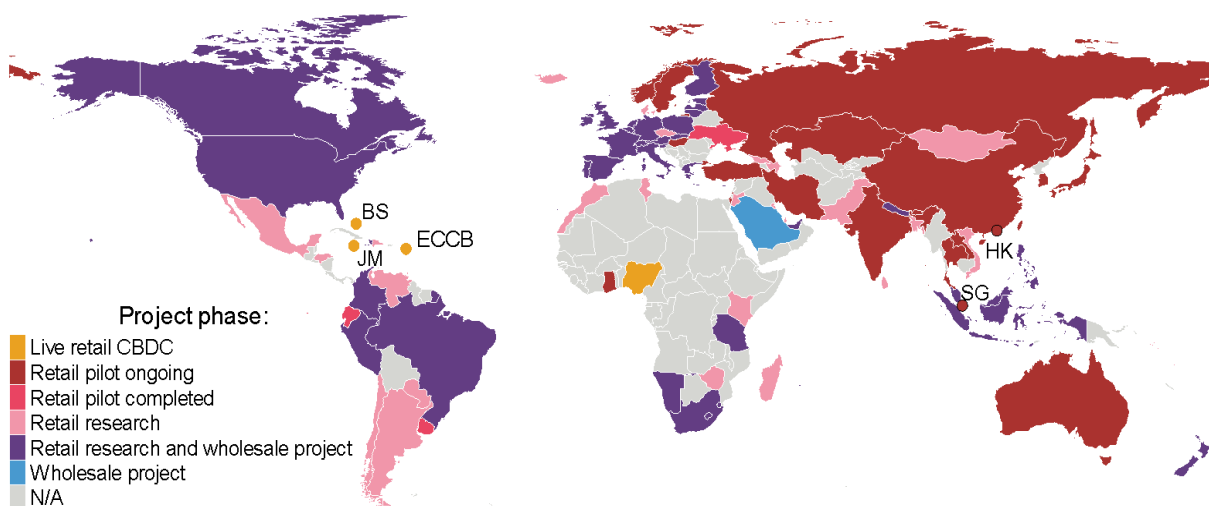 BS
ECCB
JM
HK
SG
Project phase:
Live retail CBDC
Retail pilot ongoing
Retail pilot completed
Retail research
Retail research and wholesale project
Wholesale project
N/A